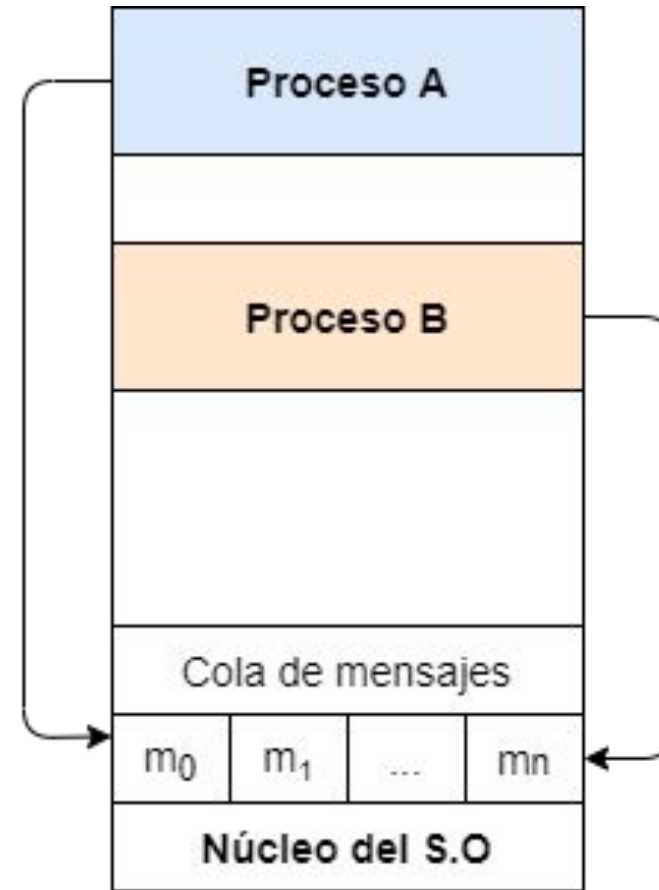 Proceso A
Proceso B
Cola de mensajes
m₀ m₁ ... mn
Núcleo del S.O